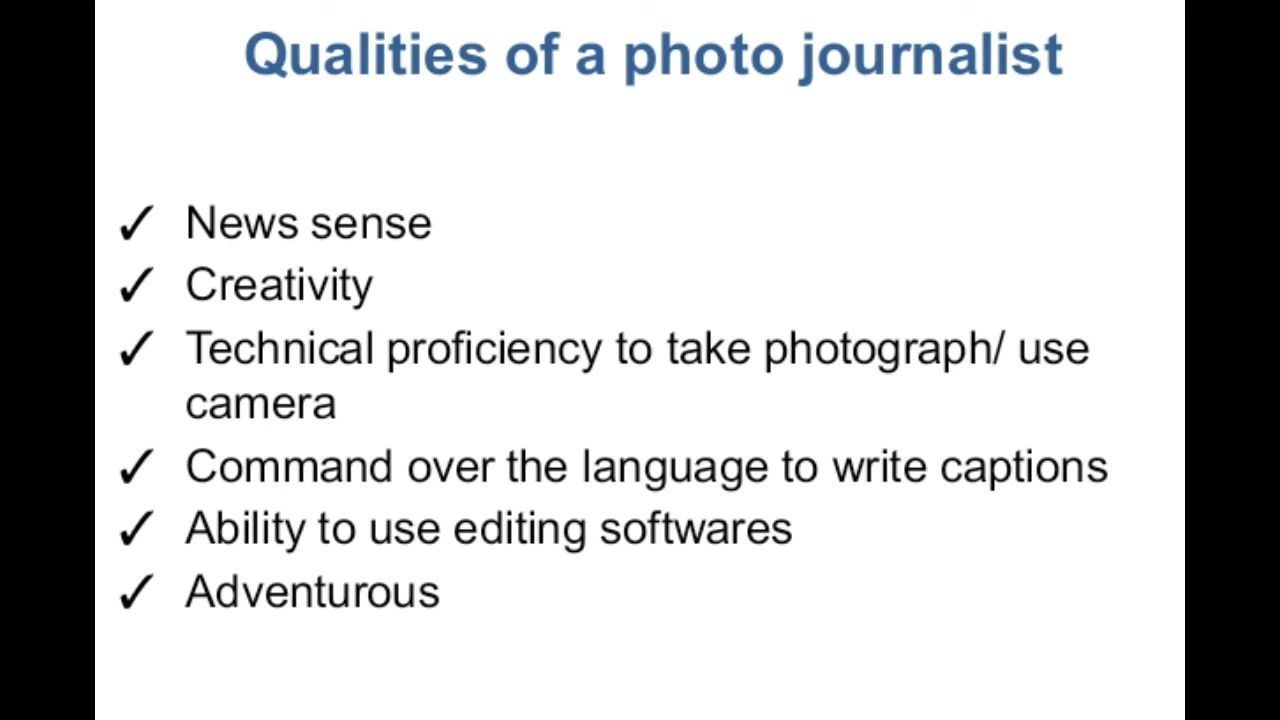 Qualities of a photo journalist
✓ News sense
✓ Creativity
✓ Technical proficiency to take photograph/ use
camera
✓ Command over the language to write captions
✓ Ability to use editing softwares
✓ Adventurous